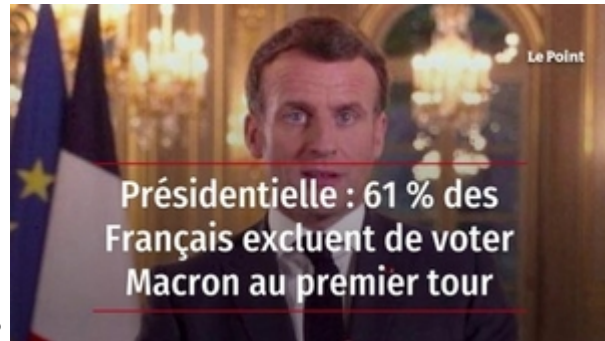 Le Point
Présidentielle : 61 % des
Français excluent de voter
Macron au premier tour